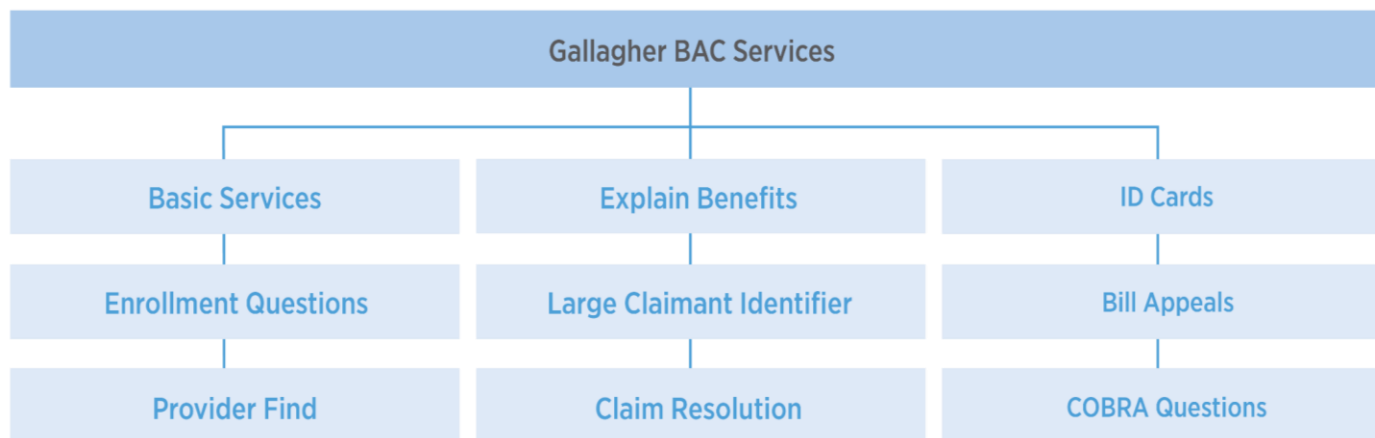 Gallagher BAC Services
Basic Services
Explain Benefits
ID Cards
Enrollment Questions
Large Claimant Identifier
Bill Appeals
Provider Find
Claim Resolution
COBRA Questions